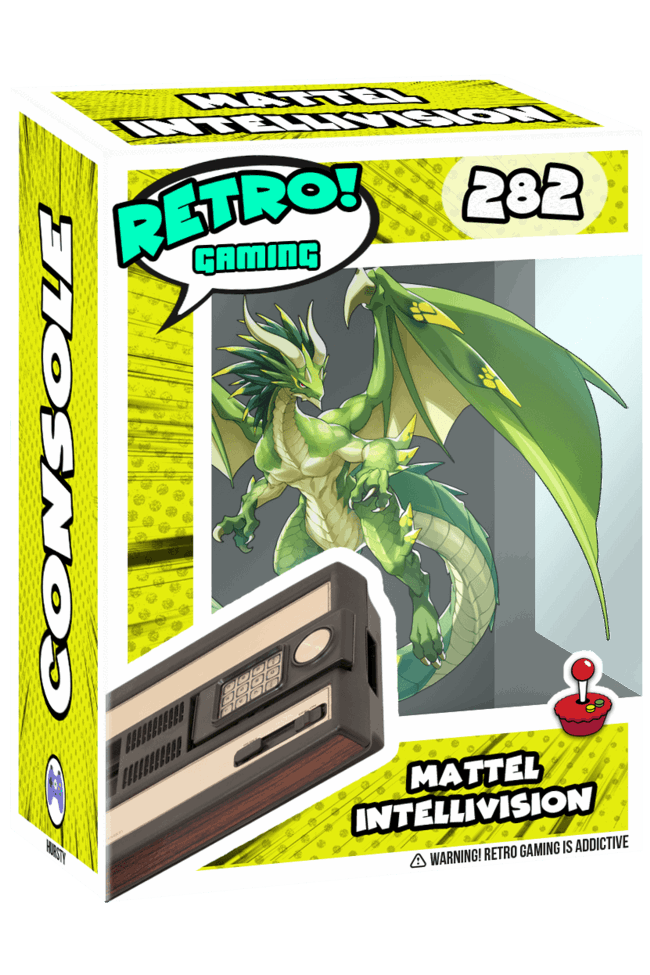 MATTEL
INTELLIVISION
RETRO!
GAMING
282
CONSOLE
HURSTY
MATTEL
INTELLIVISION
WARNING! RETRO GAMING IS ADDICTIVE